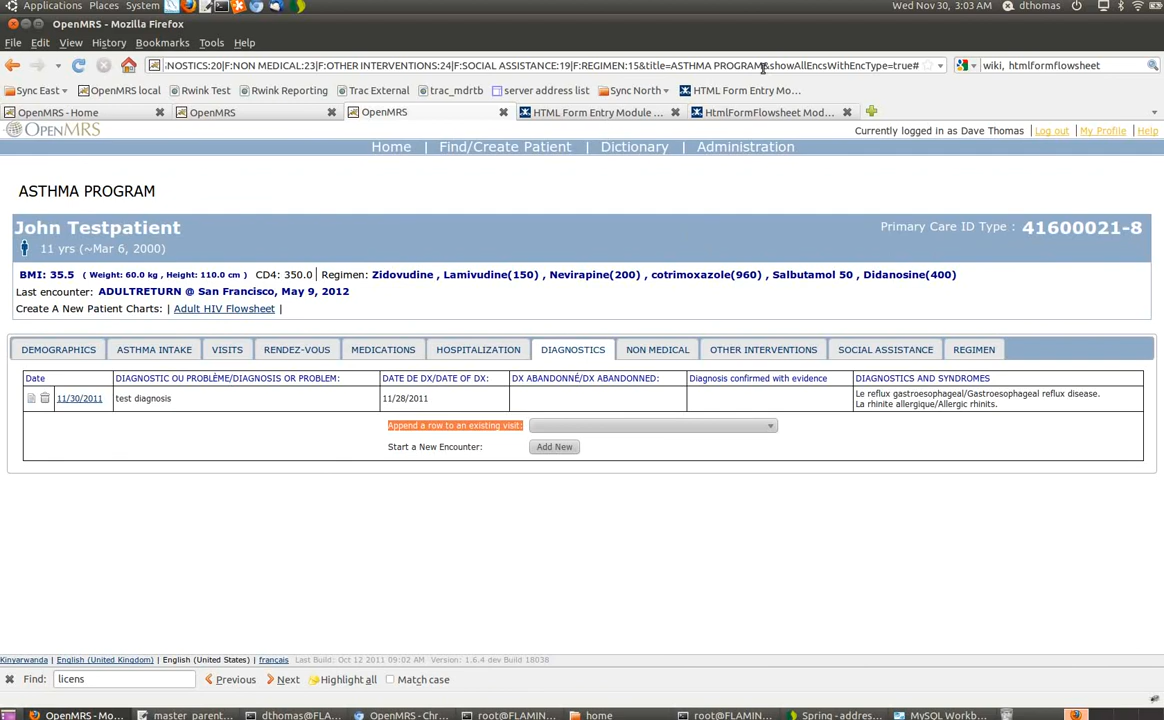 Applications Places System Wed Nov 30, 3:03 AM dthomas
OpenMRS - Mozilla Firefox
File Edit View History Bookmarks Tools Help
:NOSTICS:20|F:NON MEDICAL:23|F:OTHER INTERVENTIONS:24|F:SOCIAL ASSISTANCE:19|F:REGIMEN:15&title=ASTHMA PROGRAM&showAllEncsWithEncType=true# wiki, htmlformflowsheet
Sync East OpenMRS local Rwink Test Rwink Reporting Trac External trac_mdrtb server address list Sync North HTML Form Entry Mo...
OpenMRS - Home OpenMRS OpenMRS HTML Form Entry Module ... HtmlFormFlowsheet Mod...
OPENMRS Currently logged in as Dave Thomas Log out My Profile Help
Home | Find/Create Patient | Dictionary | Administration
ASTHMA PROGRAM
John Testpatient Primary Care ID Type : 41600021-8
11 yrs (~Mar 6, 2000)
BMI: 35.5 ( Weight: 60.0 kg , Height: 110.0 cm ) CD4: 350.0 Regimen: Zidovudine , Lamivudine(150) , Nevirapine(200) , cotrimoxazole(960) , Salbutamol 50 , Didanosine(400)
Last encounter: ADULTRETURN @ San Francisco, May 9, 2012
Create A New Patient Charts: | Adult HIV Flowsheet |
DEMOGRAPHICS ASTHMA INTAKE VISITS RENDEZ-VOUS MEDICATIONS HOSPITALIZATION DIAGNOSTICS NON MEDICAL OTHER INTERVENTIONS SOCIAL ASSISTANCE REGIMEN
Date DIAGNOSTIC OU PROBLÈME/DIAGNOSIS OR PROBLEM: DATE DE DX/DATE OF DX: DX ABANDONNÉ/DX ABANDONNED: Diagnosis confirmed with evidence DIAGNOSTICS AND SYNDROMES
11/30/2011 test diagnosis 11/28/2011 Le reflux gastroesophageal/Gastroesophageal reflux disease.
La rhinite allergique/Allergic rhinits.
Append a row to an existing visit:
Start a New Encounter: Add New
Kinyarwanda | English (United Kingdom) | English (United States) | français Last Build: Oct 12 2011 09:02 AM Version: 1.6.4 dev Build 18038
Find: licens Previous Next Highlight all Match case
OpenMRS - Mo... master_parent... dthomas@FLA... OpenMRS - Chr... root@FLAMIN... home root@FLAMIN... Spring - addres... MySQL Workb...